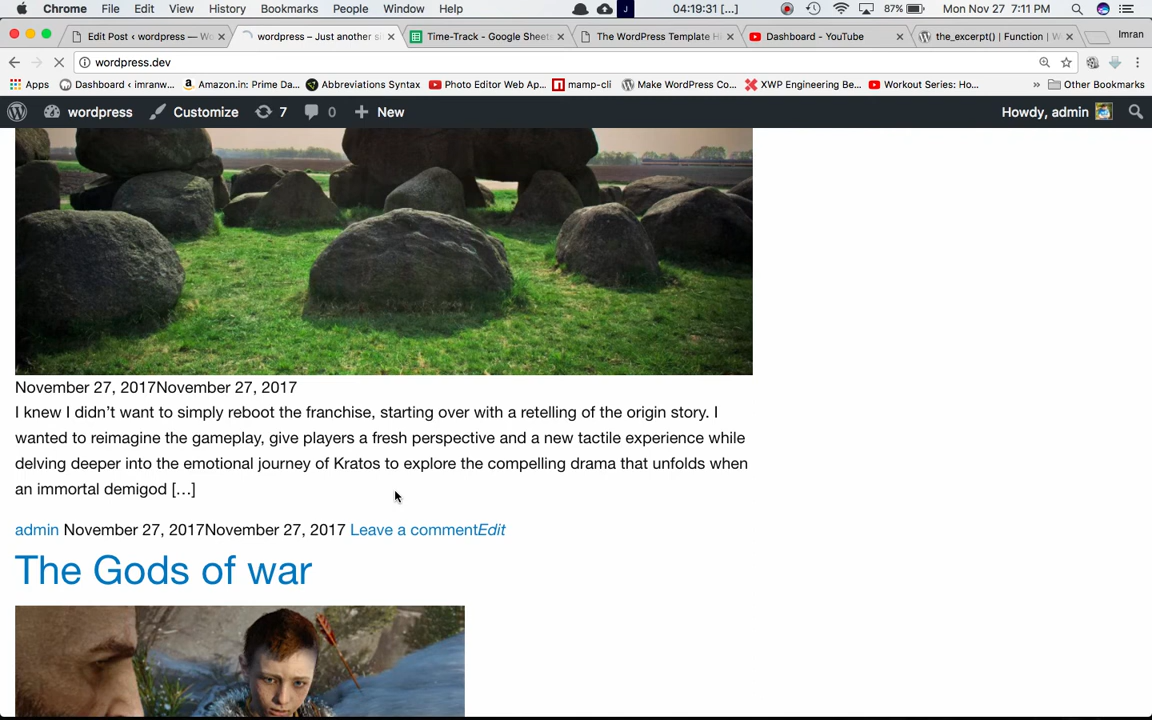 Chrome File Edit View History Bookmarks People Window Help J 04:19:31 [...] 87% Mon Nov 27 7:11 PM
Edit Post ‹ wordpress — Wo
wordpress – Just another s
Time-Track - Google Sheets
The WordPress Template H
Dashboard - YouTube
the_excerpt() | Function | W
Imran
wordpress.dev
Apps Dashboard ‹ imranw... Amazon.in: Prime Da... Abbreviations Syntax Photo Editor Web Ap... mamp-cli Make WordPress Co... XWP Engineering Be... Workout Series: Ho... » Other Bookmarks
wordpress Customize 7 0 New Howdy, admin
November 27, 2017November 27, 2017
I knew I didn’t want to simply reboot the franchise, starting over with a retelling of the origin story. I
wanted to reimagine the gameplay, give players a fresh perspective and a new tactile experience while
delving deeper into the emotional journey of Kratos to explore the compelling drama that unfolds when
an immortal demigod […]
admin November 27, 2017November 27, 2017 Leave a commentEdit
The Gods of war